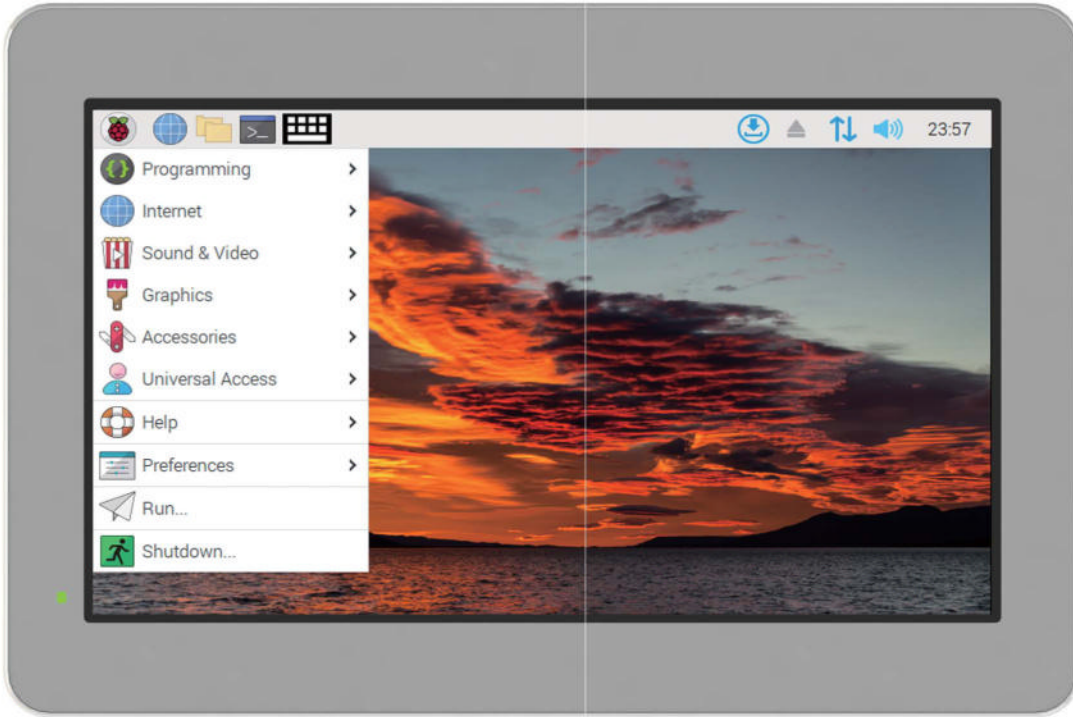 >_
23:57
Programming
Internet
Sound & Video
Graphics
Accessories
Universal Access
Help
Preferences
Run...
Shutdown...